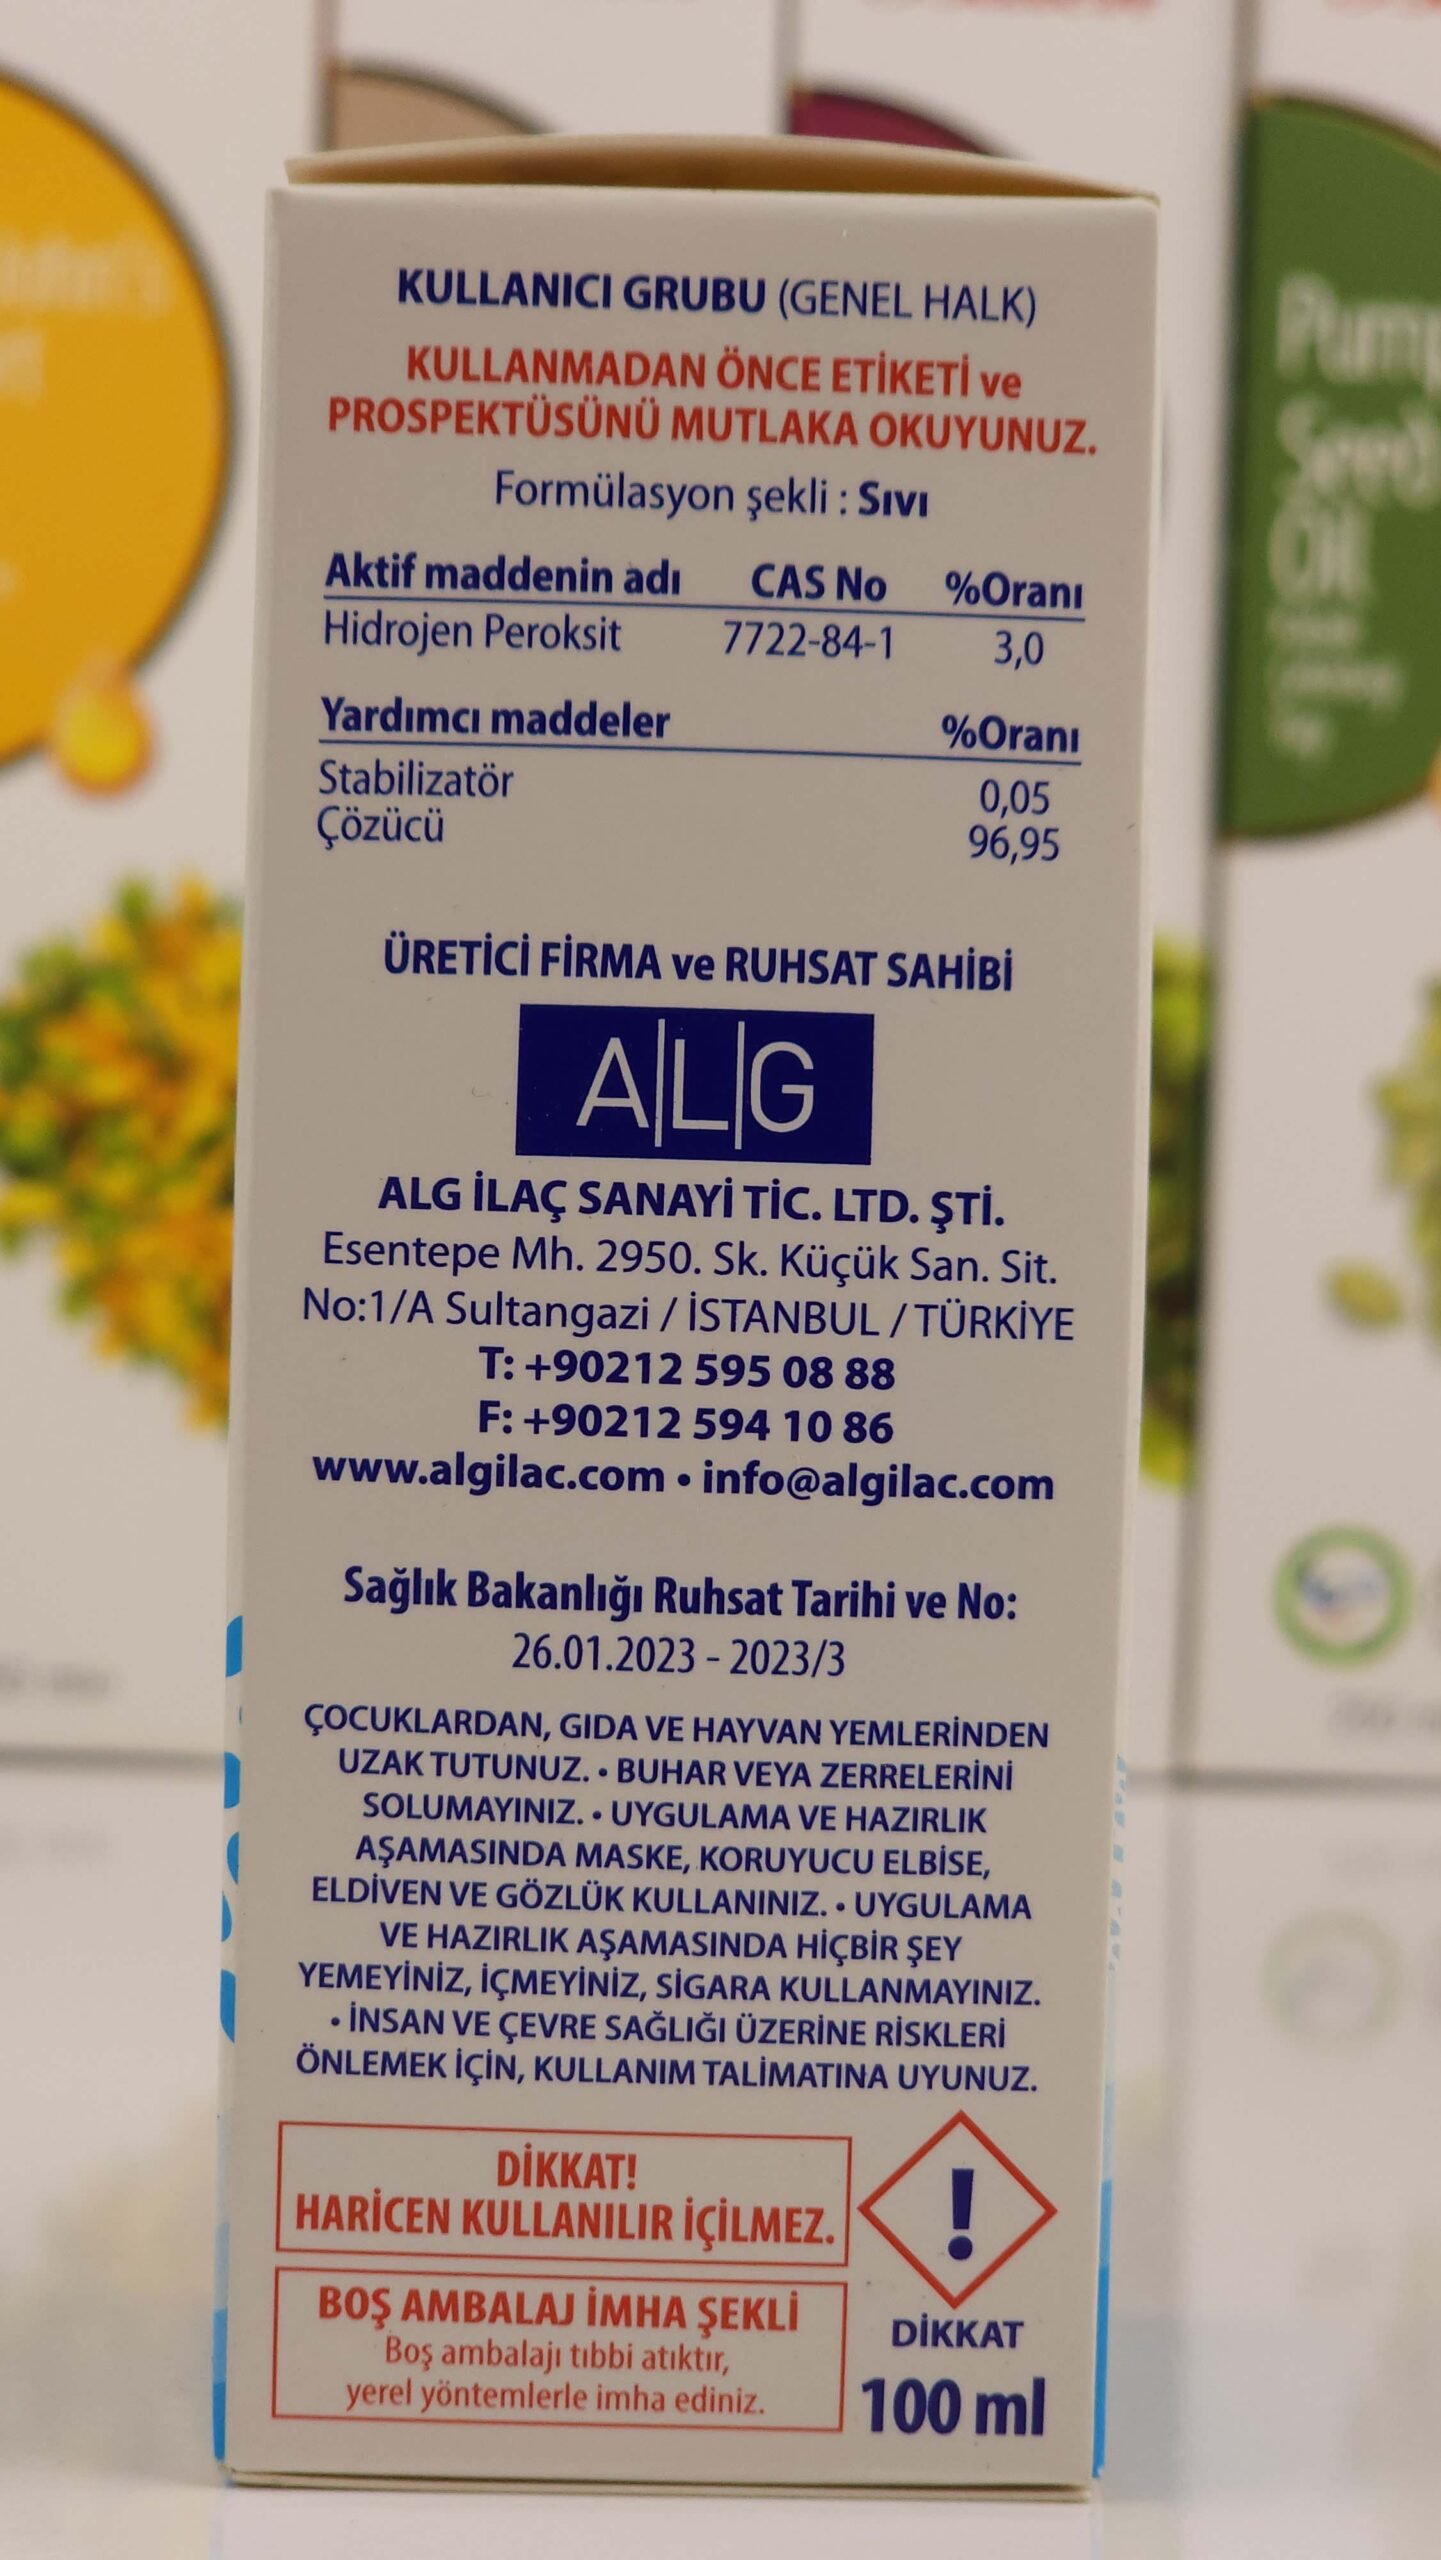 KULLANICI GRUBU (GENEL HALK)
KULLANMADAN ÖNCE ETİKETİ ve
PROSPEKTÜSÜNÜ MUTLAKA OKUYUNUZ.
Formülasyon şekli : Sıvı
Aktif maddenin adı CAS No %Oranı
Hidrojen Peroksit 7722-84-1 3,0
Yardımcı maddeler %Oranı
Stabilizatör 0,05
Çözücü 96,95
ÜRETİCİ FİRMA ve RUHSAT SAHİBİ
A|L|G
ALG İLAÇ SANAYİ TİC. LTD. ŞTİ.
Esentepe Mh. 2950. Sk. Küçük San. Sit.
No:1/A Sultangazi / İSTANBUL / TÜRKİYE
T: +90212 595 08 88
F: +90212 594 10 86
www.algilac.com • info@algilac.com
Sağlık Bakanlığı Ruhsat Tarihi ve No:
26.01.2023 - 2023/3
ÇOCUKLARDAN, GIDA VE HAYVAN YEMLERİNDEN
UZAK TUTUNUZ. • BUHAR VEYA ZERRELERİNİ
SOLUMAYINIZ. • UYGULAMA VE HAZIRLIK
AŞAMASINDA MASKE, KORUYUCU ELBİSE,
ELDİVEN VE GÖZLÜK KULLANINIZ. • UYGULAMA
VE HAZIRLIK AŞAMASINDA HİÇBİR ŞEY
YEMEYİNİZ, İÇMEYİNİZ, SİGARA KULLANMAYINIZ.
• İNSAN VE ÇEVRE SAĞLIĞI ÜZERİNE RİSKLERİ
ÖNLEMEK İÇİN, KULLANIM TALİMATINA UYUNUZ.
DİKKAT!
HARİCEN KULLANILIR İÇİLMEZ.
BOŞ AMBALAJ İMHA ŞEKLİ
Boş ambalajı tıbbi atıktır,
yerel yöntemlerle imha ediniz.
!
DİKKAT
100 ml
Seed
Oil